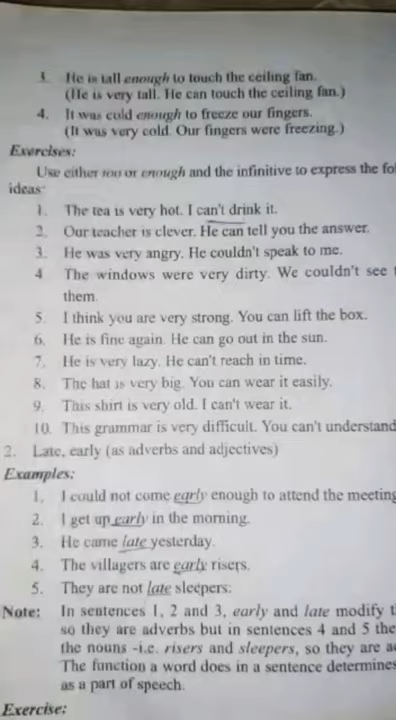 3. He is tall enough to touch the ceiling fan.
(He is very tall. He can touch the ceiling fan.)
4. It was cold enough to freeze our fingers.
(It was very cold. Our fingers were freezing.)
Exercises:
Use either too or enough and the infinitive to express the fol
ideas:
1. The tea is very hot. I can't drink it.
2. Our teacher is clever. He can tell you the answer.
3. He was very angry. He couldn't speak to me.
4 The windows were very dirty. We couldn't see t
them.
5. I think you are very strong. You can lift the box.
6. He is fine again. He can go out in the sun.
7. He is very lazy. He can't reach in time.
8. The hat is very big. You can wear it easily.
9. This shirt is very old. I can't wear it.
10. This grammar is very difficult. You can't understand
2. Late, early (as adverbs and adjectives)
Examples:
1. I could not come early enough to attend the meeting
2. I get up early in the morning.
3. He came late yesterday.
4. The villagers are early risers.
5. They are not late sleepers.
Note: In sentences 1, 2 and 3, early and late modify t
so they are adverbs but in sentences 4 and 5 the
the nouns -i.e. risers and sleepers, so they are a
The function a word does in a sentence determines
as a part of speech.
Exercise: